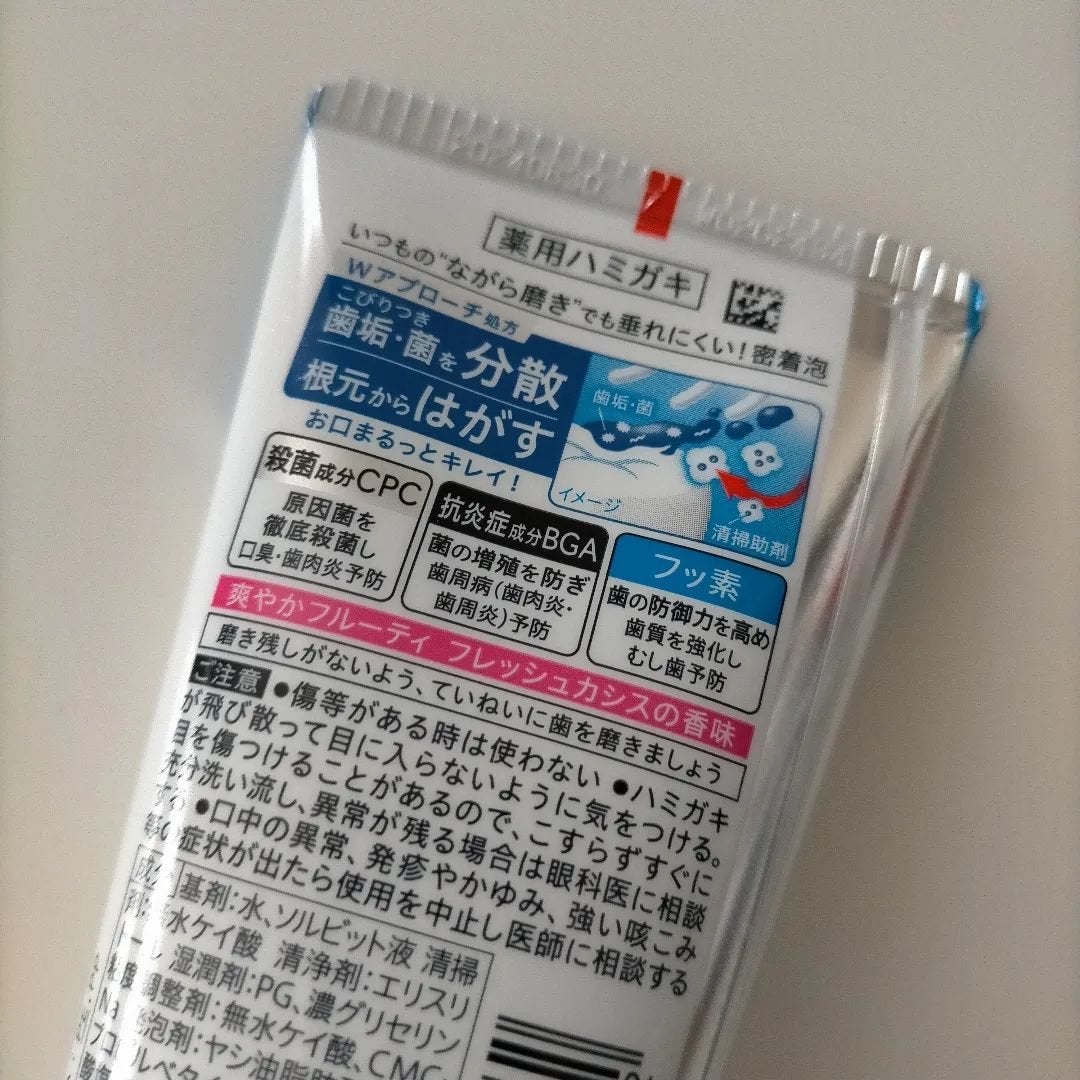 薬用ハミガキ
いつもの"ながら磨き"でも垂れにくい!密着泡
Wアプローチ処方
こびりつき
歯垢・菌を 分散
根元から はがす
お口まるっとキレイ!
歯垢・菌
イメージ
清掃助剤
殺菌成分CPC
原因菌を
徹底殺菌し
口臭・歯肉炎予防
抗炎症成分BGA
菌の増殖を防ぎ
歯周病(歯肉炎・
歯周炎)予防
フッ素
歯の防御力を高め
歯質を強化し
むし歯予防
爽やかフルーティ フレッシュカシスの香味
磨き残しがないよう、ていねいに歯を磨きましょう
ご注意 ●傷等がある時は使わない ●ハミガキ
が飛び散って目に入らないように気をつける。
目を傷つけることがあるので、こすらずすぐに
充分洗い流し、異常が残る場合は眼科医に相談
する ●口中の異常、発疹やかゆみ、強い咳こみ
等の症状が出たら使用を中止し医師に相談する
基剤:水、ソルビット液 清掃
水ケイ酸 清浄剤:エリスリ
湿潤剤:PG、濃グリセリン
調整剤:無水ケイ酸、CMC・
泡剤:ヤシ油脂肪